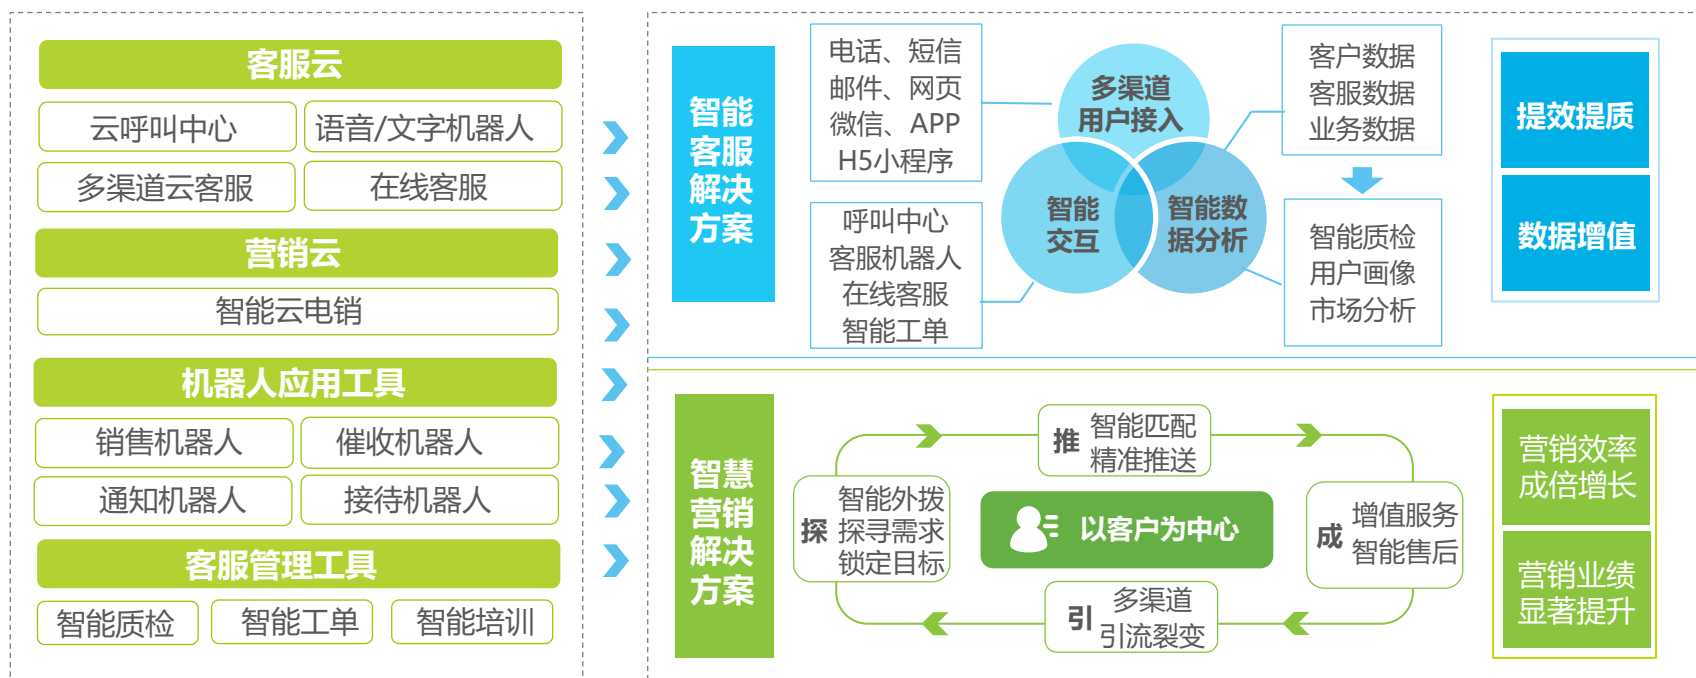 客服云
云呼叫中心
语音/文字机器人
多渠道云客服
在线客服
营销云
智能云电销
机器人应用工具
销售机器人
催收机器人
通知机器人
接待机器人
客服管理工具
智能质检
智能工单
智能培训
智能
客服
解决
方案
电话、短信
邮件、网页
微信、APP
H5小程序
呼叫中心
客服机器人
在线客服
智能工单
多渠道
用户接入
智能
交互
智能数
据分析
客户数据
客服数据
业务数据
智能质检
用户画像
市场分析
提效提质
数据增值
智慧
营销
解决
方案
探
智能外拨
探寻需求
锁定目标
推
智能匹配
精准推送
以客户为中心
成
增值服务
智能售后
引
多渠道
引流裂变
营销效率
成倍增长
营销业绩
显著提升